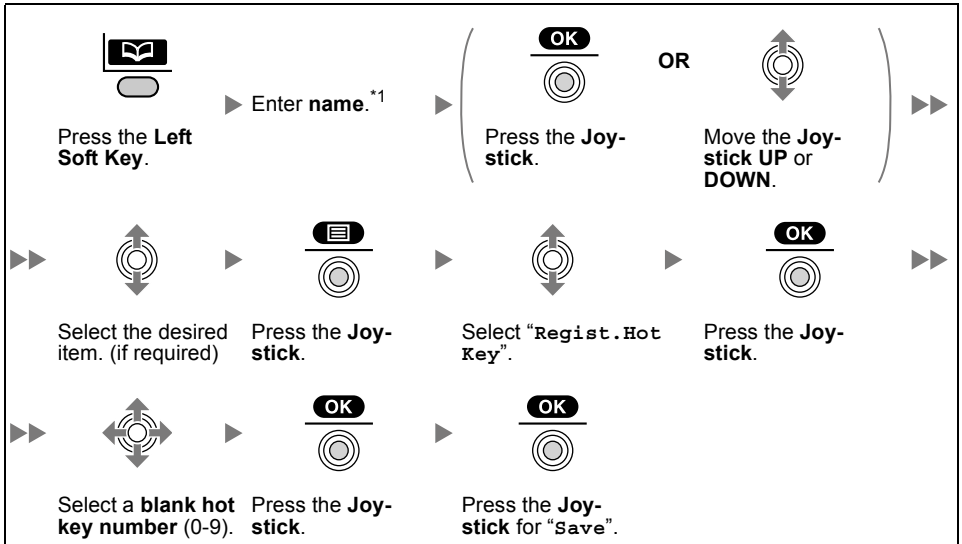 OK
OR
Press the Left
Soft Key.
Enter name.*1
Press the Joy-
stick.
Move the Joy-
stick UP or
DOWN.
Select the desired
item. (if required)
Press the Joy-
stick.
Select “Regist.Hot
Key”.
OK
Press the Joy-
stick.
Select a blank hot
key number (0-9).
OK
Press the Joy-
stick.
OK
Press the Joy-
stick for “Save”.